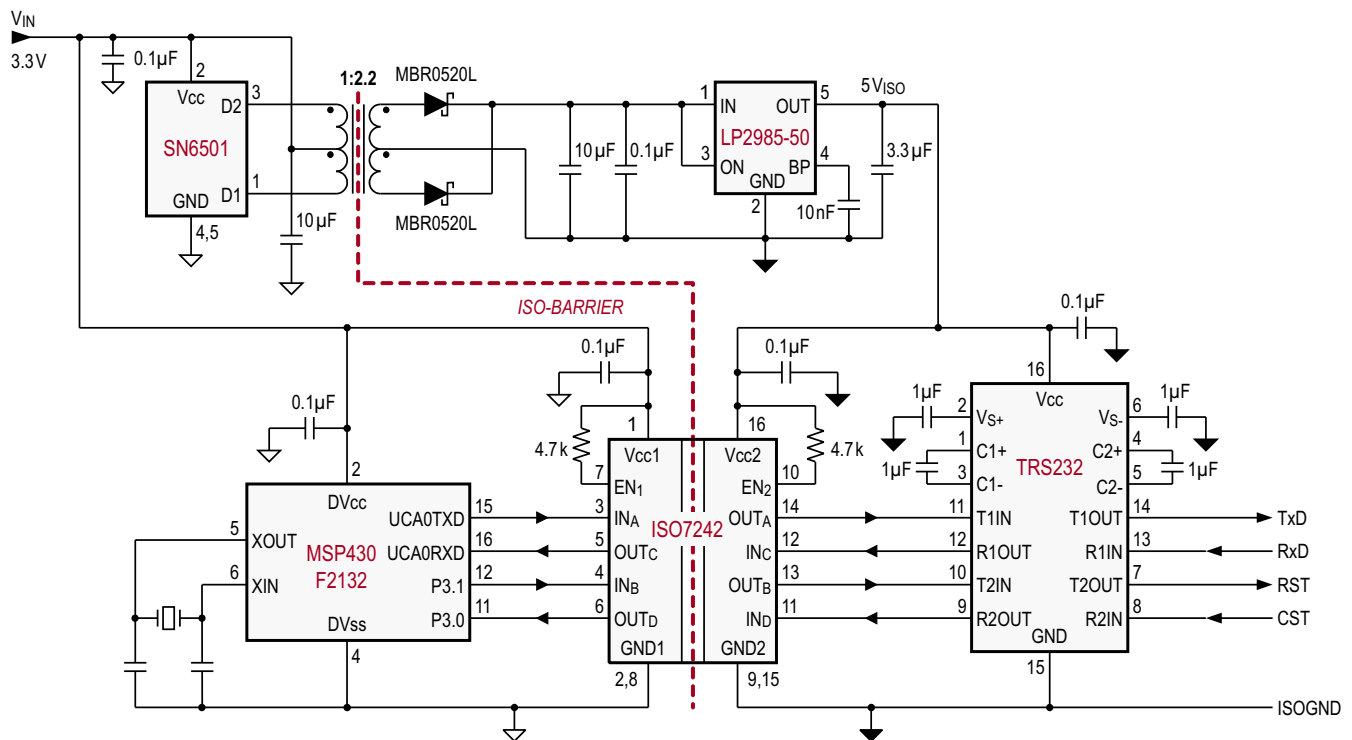 VIN
3.3V
0.1µF
2
Vcc
D2
3
SN6501
D1
1
GND
4,5
10µF
1:2.2
MBR0520L
MBR0520L
10µF
0.1µF
1
IN
OUT
5
LP2985-50
3
ON
BP
4
GND
2
10nF
5VISO
3.3µF
ISO-BARRIER
0.1µF
0.1µF
0.1µF
0.1µF
4.7k
1
Vcc1
7
EN1
3
INA
5
OUTC
4
INB
6
OUTD
GND1
2,8
ISO7242
16
Vcc2
10
EN2
4.7k
14
OUTA
12
INC
13
OUTB
11
IND
GND2
9,15
2
DVcc
5
XOUT
6
XIN
MSP430
F2132
UCA0TXD
15
UCA0RXD
16
P3.1
12
P3.0
11
DVss
4
16
Vcc
TRS232
1µF
2
VS+
1
C1+
1µF
3
C1-
11
T1IN
12
R1OUT
10
T2IN
9
R2OUT
GND
15
1µF
6
VS-
4
C2+
1µF
5
C2-
14
T1OUT
TxD
13
R1IN
RxD
7
T2OUT
RST
8
R2IN
CST
ISOGND